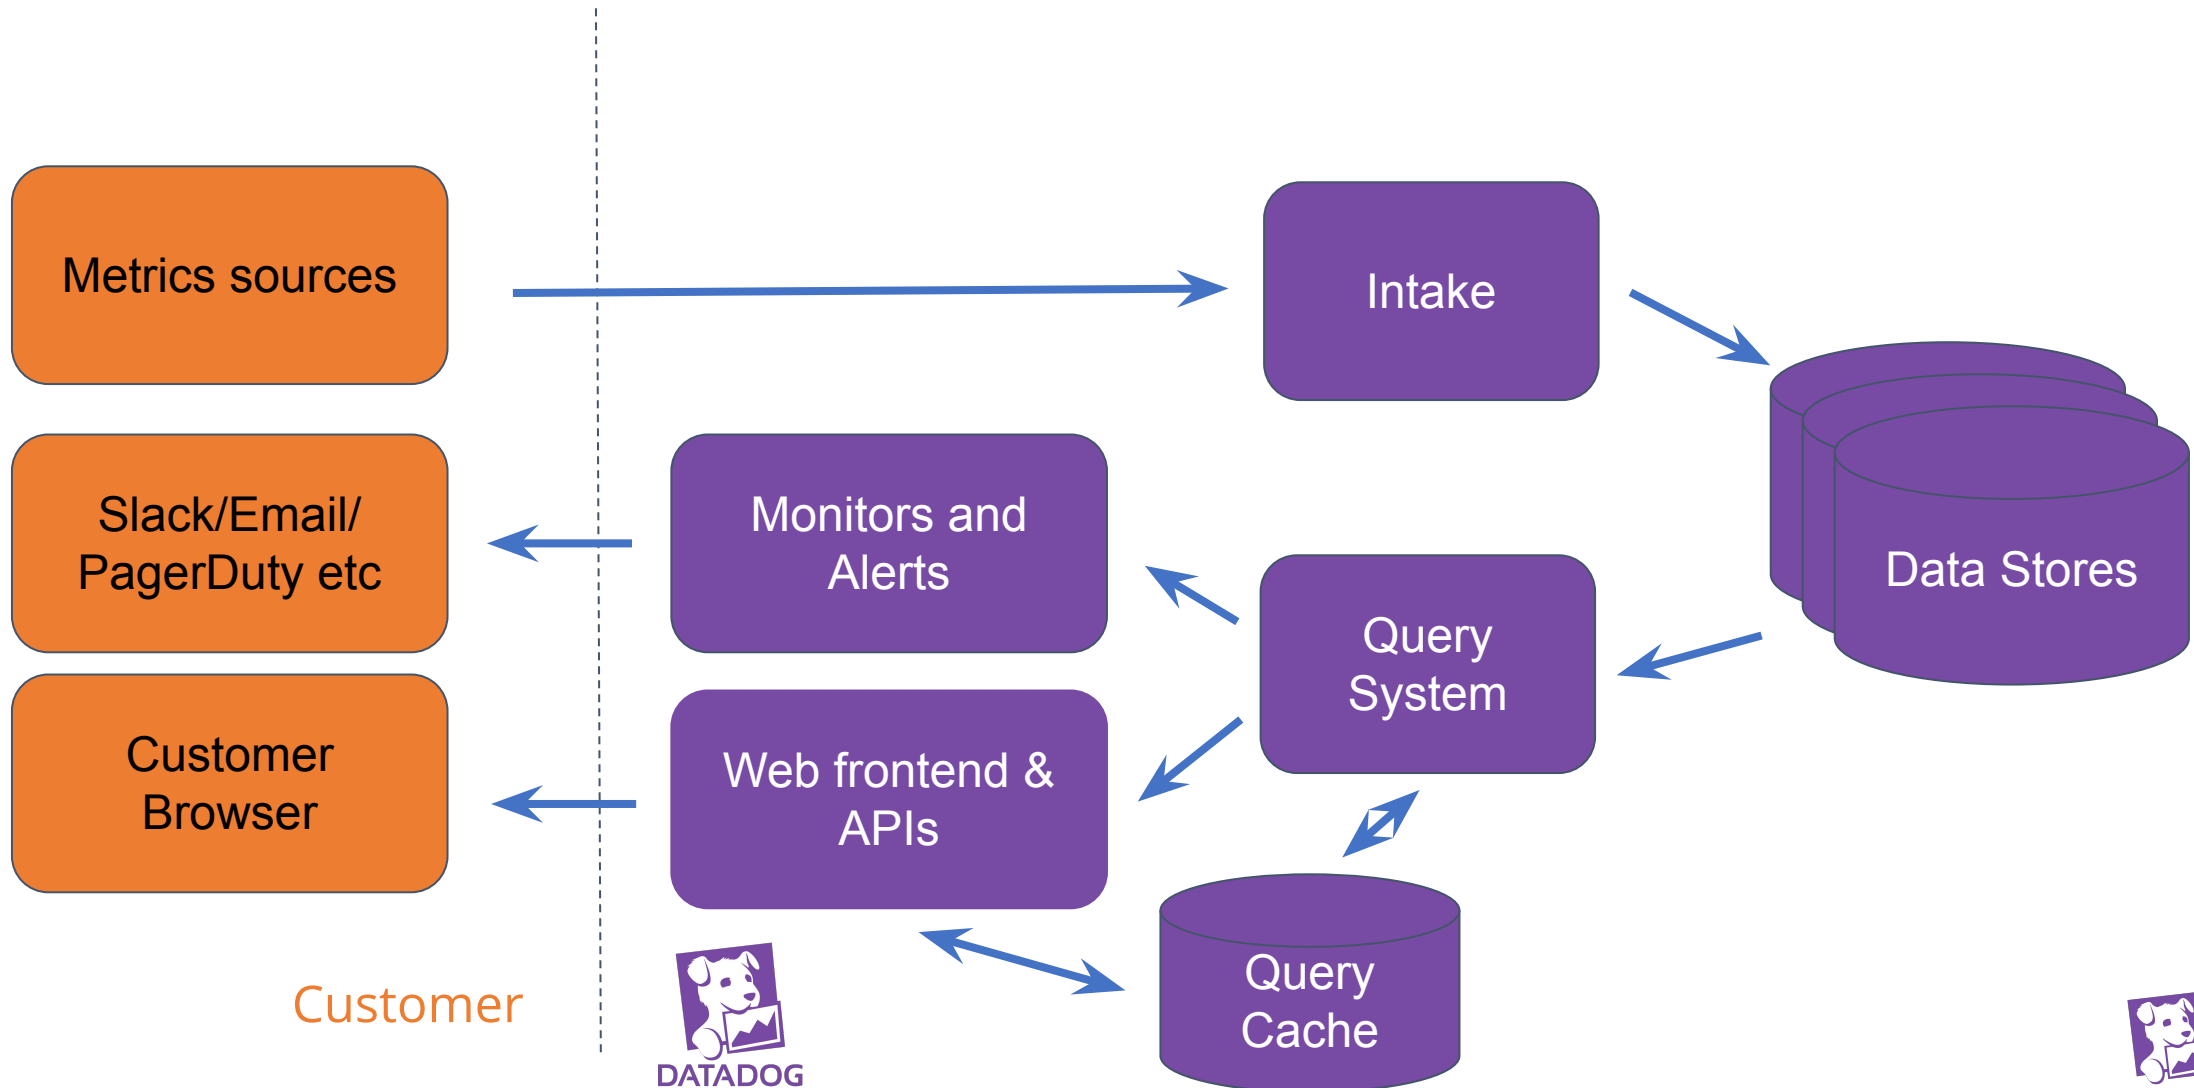 Metrics sources
Intake
Slack/Email/
PagerDuty etc
Monitors and
Alerts
Query
System
Data Stores
Customer
Browser
Web frontend &
APIs
Query
Cache
Customer
DATADOG